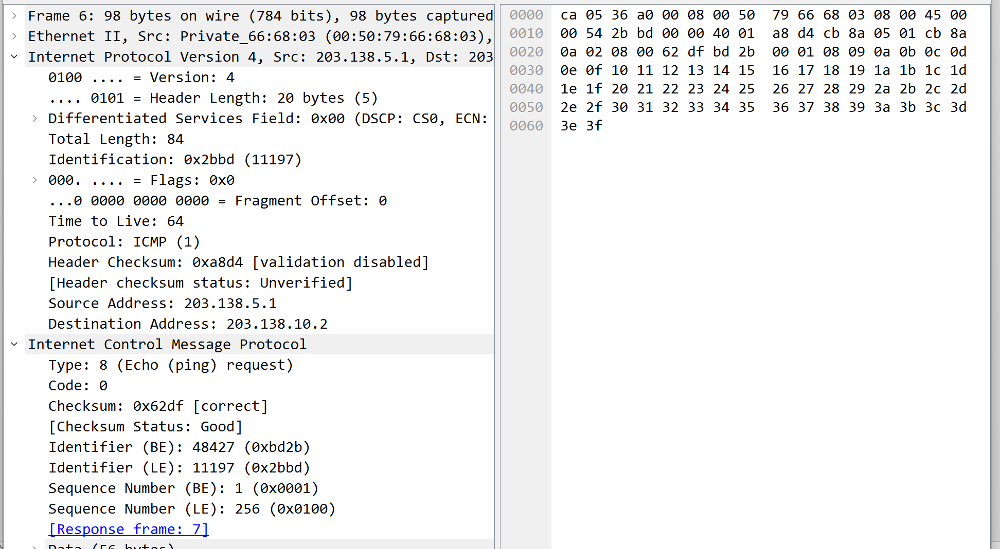 Frame 6: 98 bytes on wire (784 bits), 98 bytes captured
Ethernet II, Src: Private_66:68:03 (00:50:79:66:68:03),
Internet Protocol Version 4, Src: 203.138.5.1, Dst: 203
0100 .... = Version: 4
.... 0101 = Header Length: 20 bytes (5)
Differentiated Services Field: 0x00 (DSCP: CS0, ECN:
Total Length: 84
Identification: 0x2bbd (11197)
000. .... = Flags: 0x0
...0 0000 0000 0000 = Fragment Offset: 0
Time to Live: 64
Protocol: ICMP (1)
Header Checksum: 0xa8d4 [validation disabled]
[Header checksum status: Unverified]
Source Address: 203.138.5.1
Destination Address: 203.138.10.2
Internet Control Message Protocol
Type: 8 (Echo (ping) request)
Code: 0
Checksum: 0x62df [correct]
[Checksum Status: Good]
Identifier (BE): 48427 (0xbd2b)
Identifier (LE): 11197 (0x2bbd)
Sequence Number (BE): 1 (0x0001)
Sequence Number (LE): 256 (0x0100)
[Response frame: 7]
Data (56 bytes)
0000 ca 05 36 a0 00 08 00 50 79 66 68 03 08 00 45 00
0010 00 54 2b bd 00 00 40 01 a8 d4 cb 8a 05 01 cb 8a
0020 0a 02 08 00 62 df bd 2b 00 01 08 09 0a 0b 0c 0d
0030 0e 0f 10 11 12 13 14 15 16 17 18 19 1a 1b 1c 1d
0040 1e 1f 20 21 22 23 24 25 26 27 28 29 2a 2b 2c 2d
0050 2e 2f 30 31 32 33 34 35 36 37 38 39 3a 3b 3c 3d
0060 3e 3f